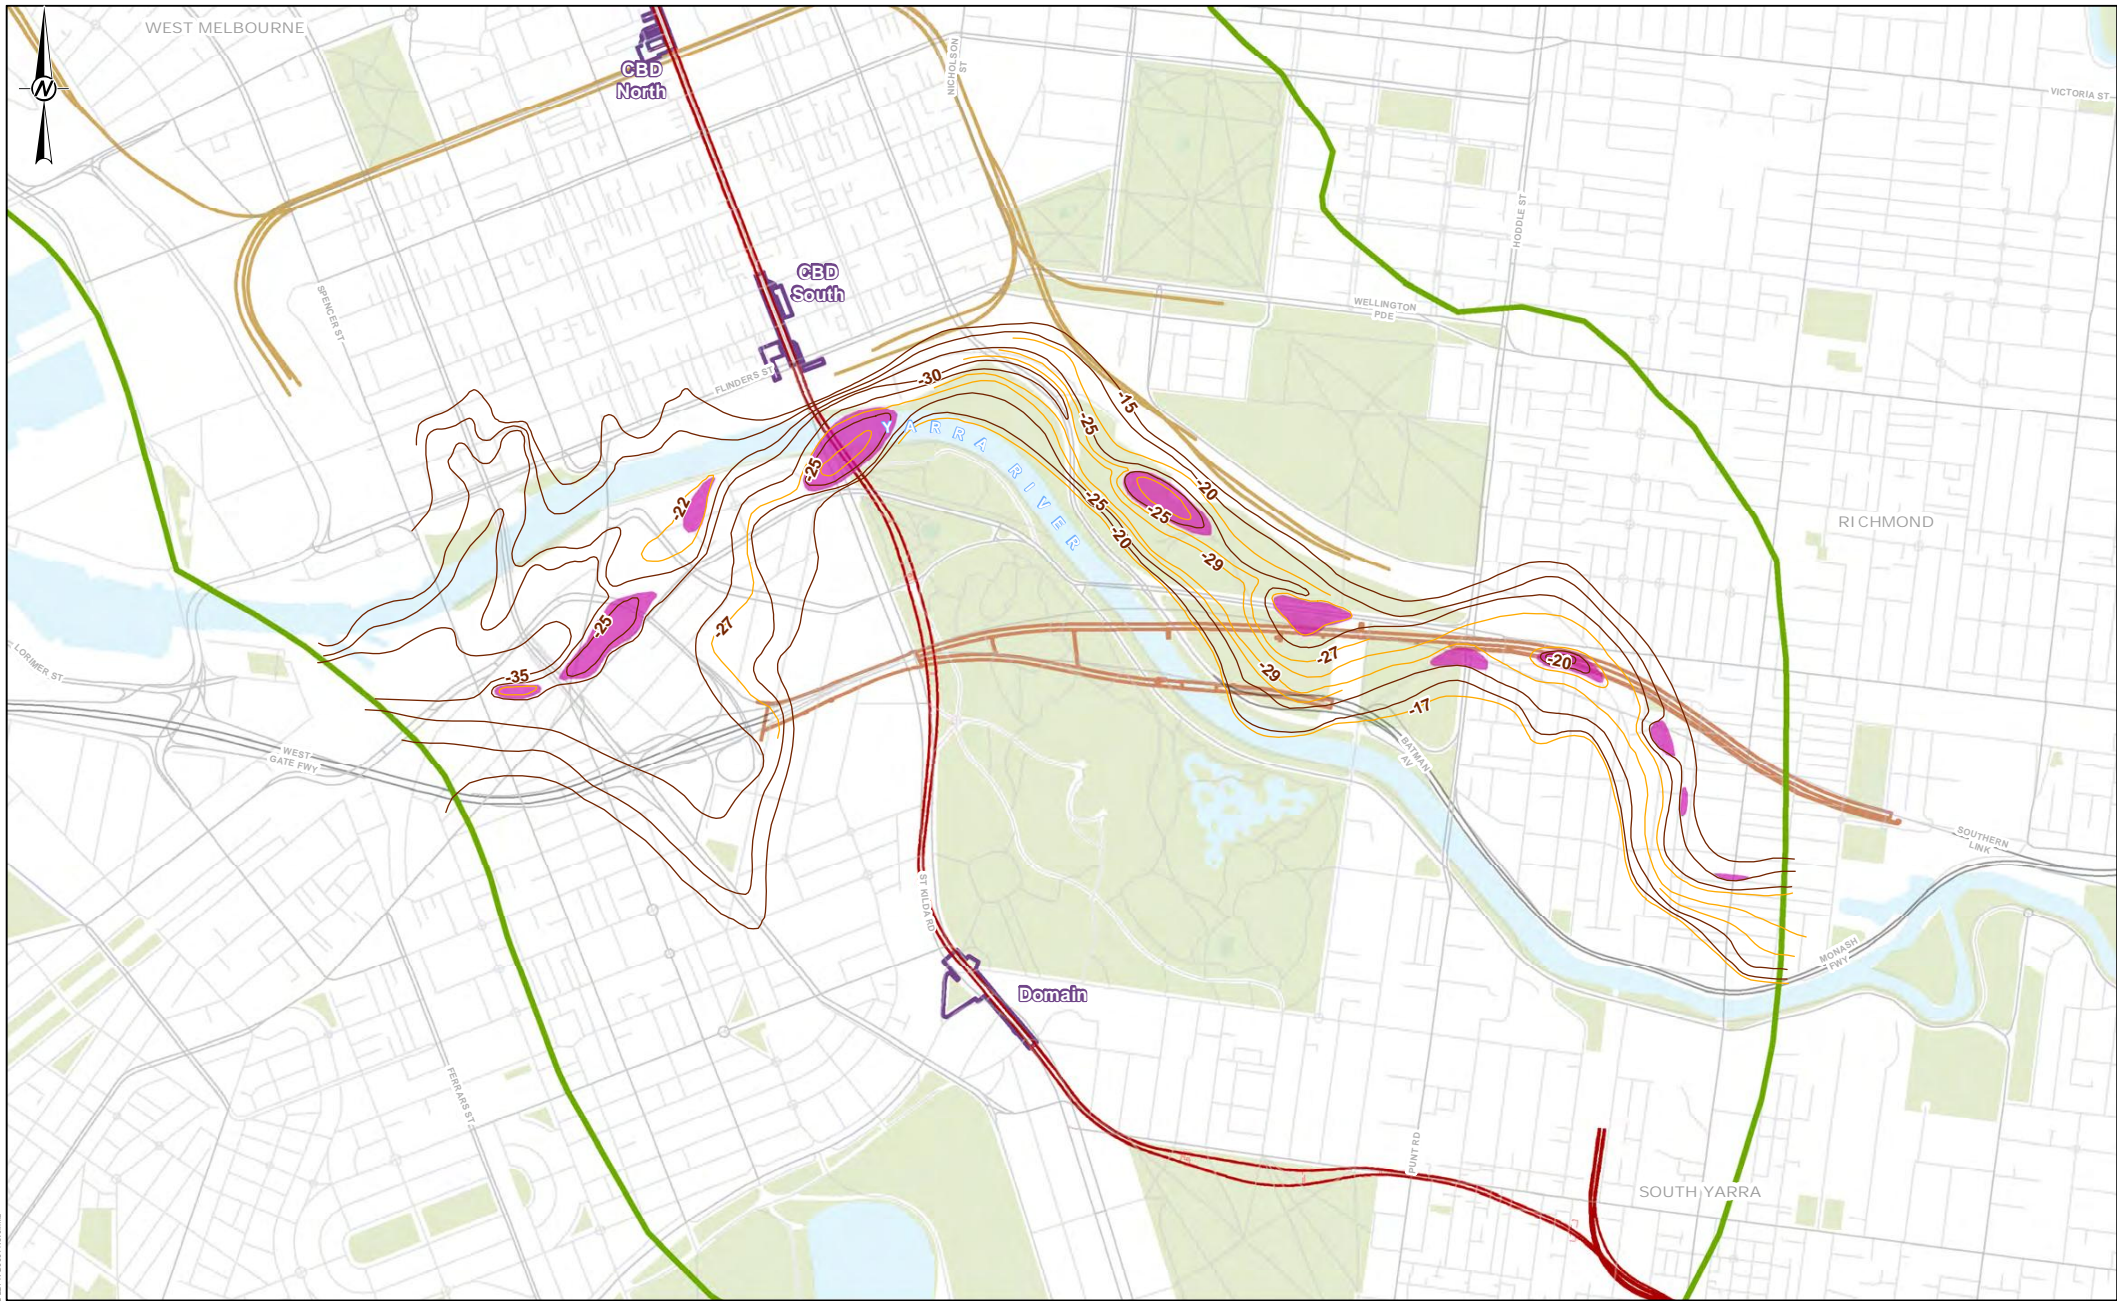 WEST MELBOURNE
N
CBD
North
NICHOLSON
ST
VICTORIA ST
HODDLE ST
CBD
South
SPENCER ST
WELLINGTON
PDE
FLINDERS ST
-30
-15
-25
YARRA RIVER
-25
-22
-20
-25
-25
-20
RICHMOND
-29
-25
-27
-27
-29
-20
-35
-17
LORIMER ST
WEST
GATE FWY
BATMAN
AV
SOUTHERN
LINK
ST KILDA RD
MONASH
FWY
Domain
FERRARS ST
PUNT RD
SOUTH YARRA